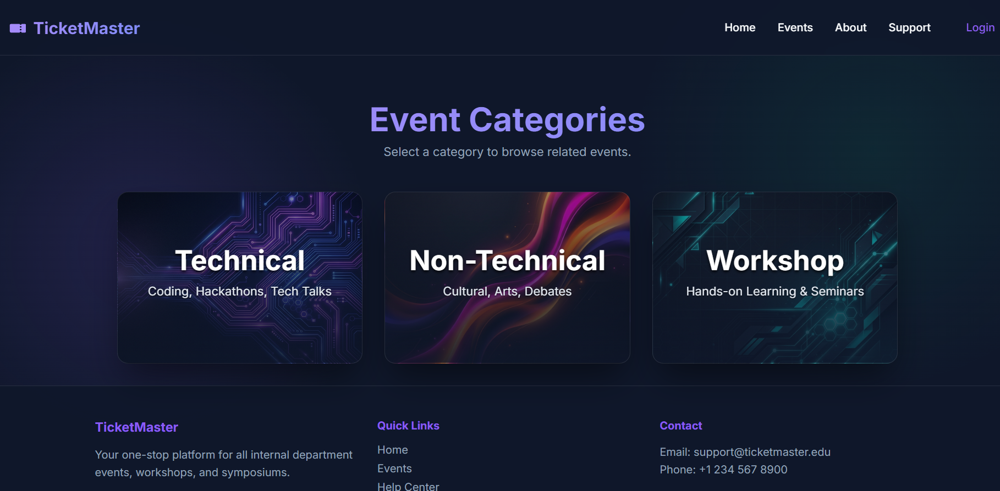 TicketMaster
Home Events About Support Login
Event Categories
Select a category to browse related events.
Technical
Coding, Hackathons, Tech Talks
Non-Technical
Cultural, Arts, Debates
Workshop
Hands-on Learning & Seminars
TicketMaster
Your one-stop platform for all internal department
events, workshops, and symposiums.
Quick Links
Home
Events
Help Center
Contact
Email: support@ticketmaster.edu
Phone: +1 234 567 8900